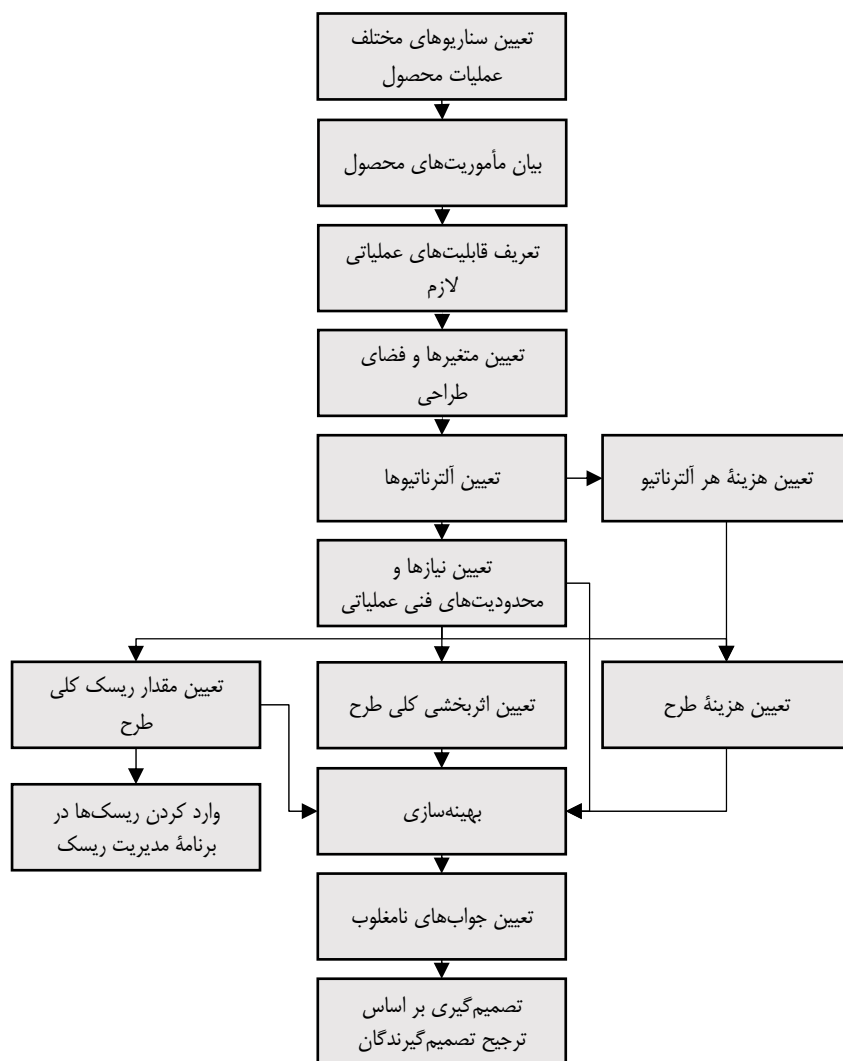 تعیین سناریوهای مختلف
عملیات محصول
بیان مأموریت‌های محصول
تعریف قابلیت‌های عملیاتی
لازم
تعیین متغیرها و فضای
طراحی
تعیین آلترناتیوها
تعیین هزینهٔ هر آلترناتیو
تعیین نیازها و
محدودیت‌های فنی عملیاتی
تعیین هزینهٔ طرح
تعیین اثربخشی کلی طرح
تعیین مقدار ریسک کلی
طرح
بهینه‌سازی
وارد کردن ریسک‌ها در
برنامهٔ مدیریت ریسک
تعیین جواب‌های نامغلوب
تصمیم‌گیری بر اساس
ترجیح تصمیم‌گیرندگان